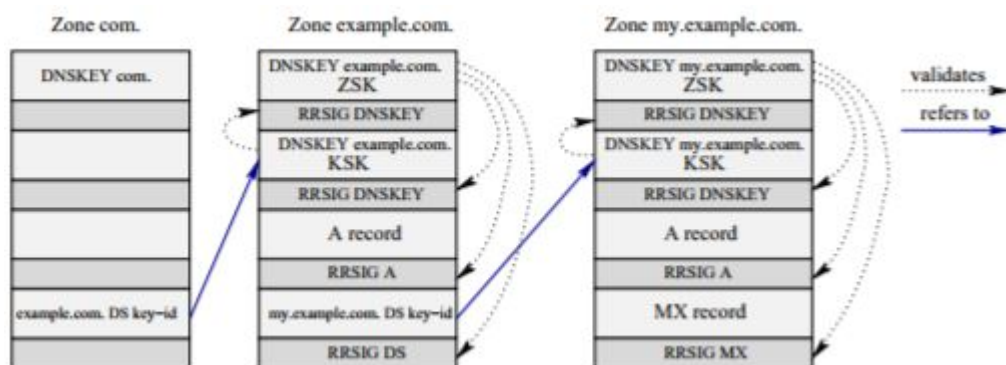 Zone com.
DNSKEY com.
example.com. DS key-id
Zone example.com.
DNSKEY example.com.
ZSK
RRSIG DNSKEY
DNSKEY example.com.
KSK
RRSIG DNSKEY
A record
RRSIG A
my.example.com. DS key-id
RRSIG DS
Zone my.example.com.
DNSKEY my.example.com.
ZSK
RRSIG DNSKEY
DNSKEY my.example.com.
KSK
RRSIG DNSKEY
A record
RRSIG A
MX record
RRSIG MX
validates
refers to